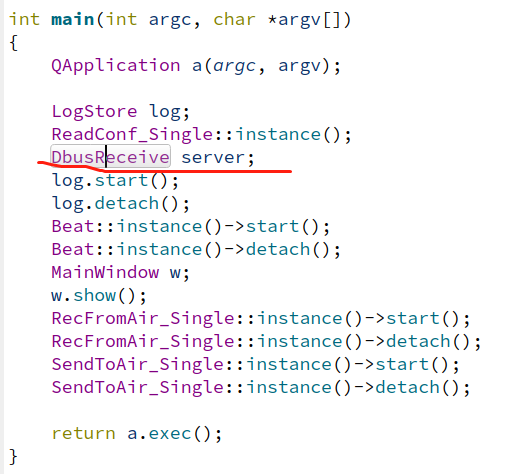 int main(int argc, char *argv[])
{
QApplication a(argc, argv);
LogStore log;
ReadConf_Single::instance();
DbusReceive server;
log.start();
log.detach();
Beat::instance()->start();
Beat::instance()->detach();
MainWindow w;
w.show();
RecFromAir_Single::instance()->start();
RecFromAir_Single::instance()->detach();
SendToAir_Single::instance()->start();
SendToAir_Single::instance()->detach();
return a.exec();
}